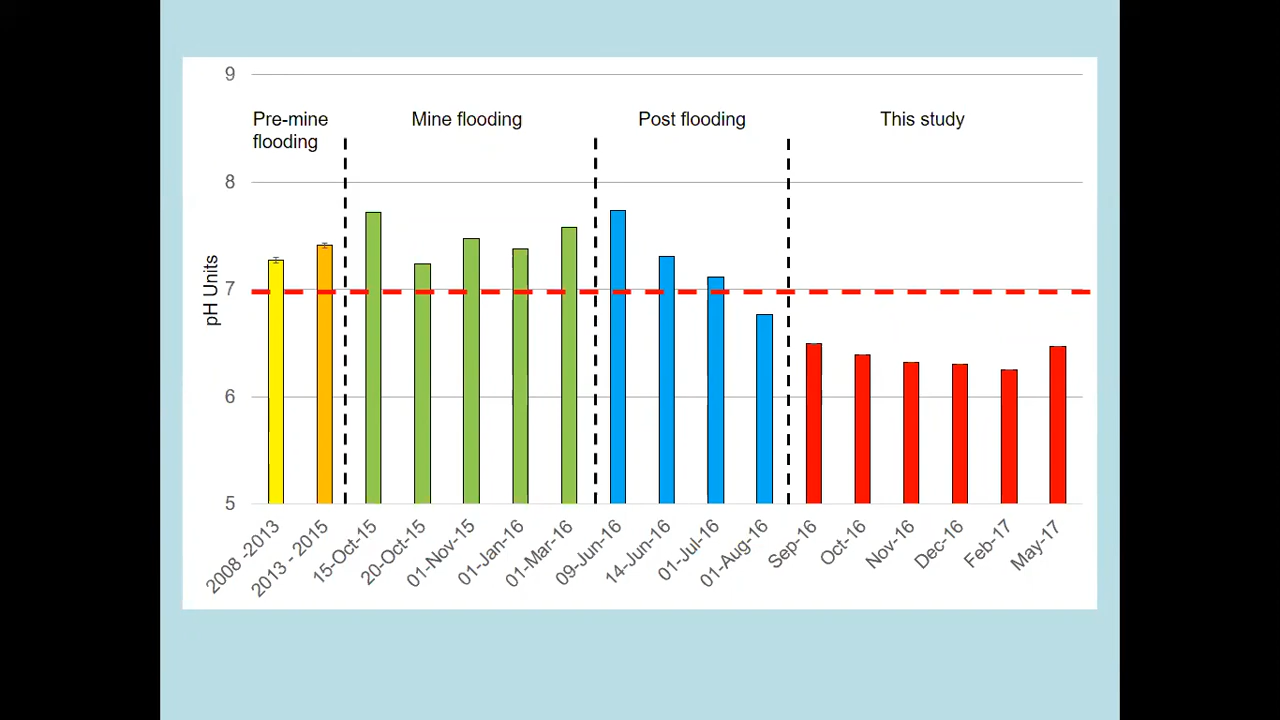 9
Pre-mine
flooding
Mine flooding
Post flooding
This study
8
pH Units
7
6
5
2008 -2013
2013 - 2015
15-Oct-15
20-Oct-15
01-Nov-15
01-Jan-16
01-Mar-16
09-Jun-16
14-Jun-16
01-Jul-16
01-Aug-16
Sep-16
Oct-16
Nov-16
Dec-16
Feb-17
May-17